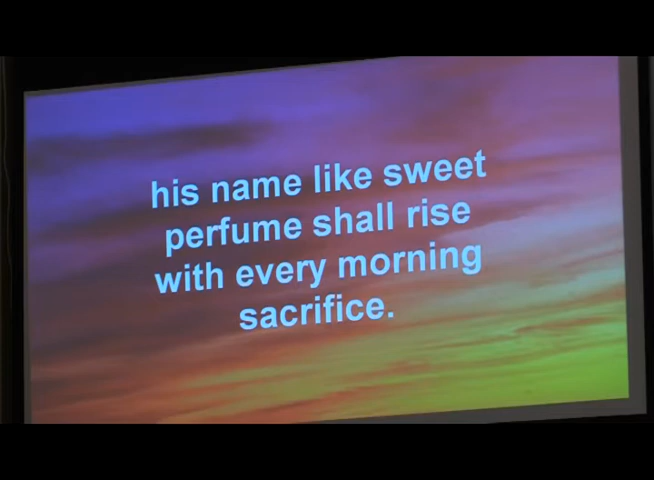 his name like sweet
perfume shall rise
with every morning
sacrifice.